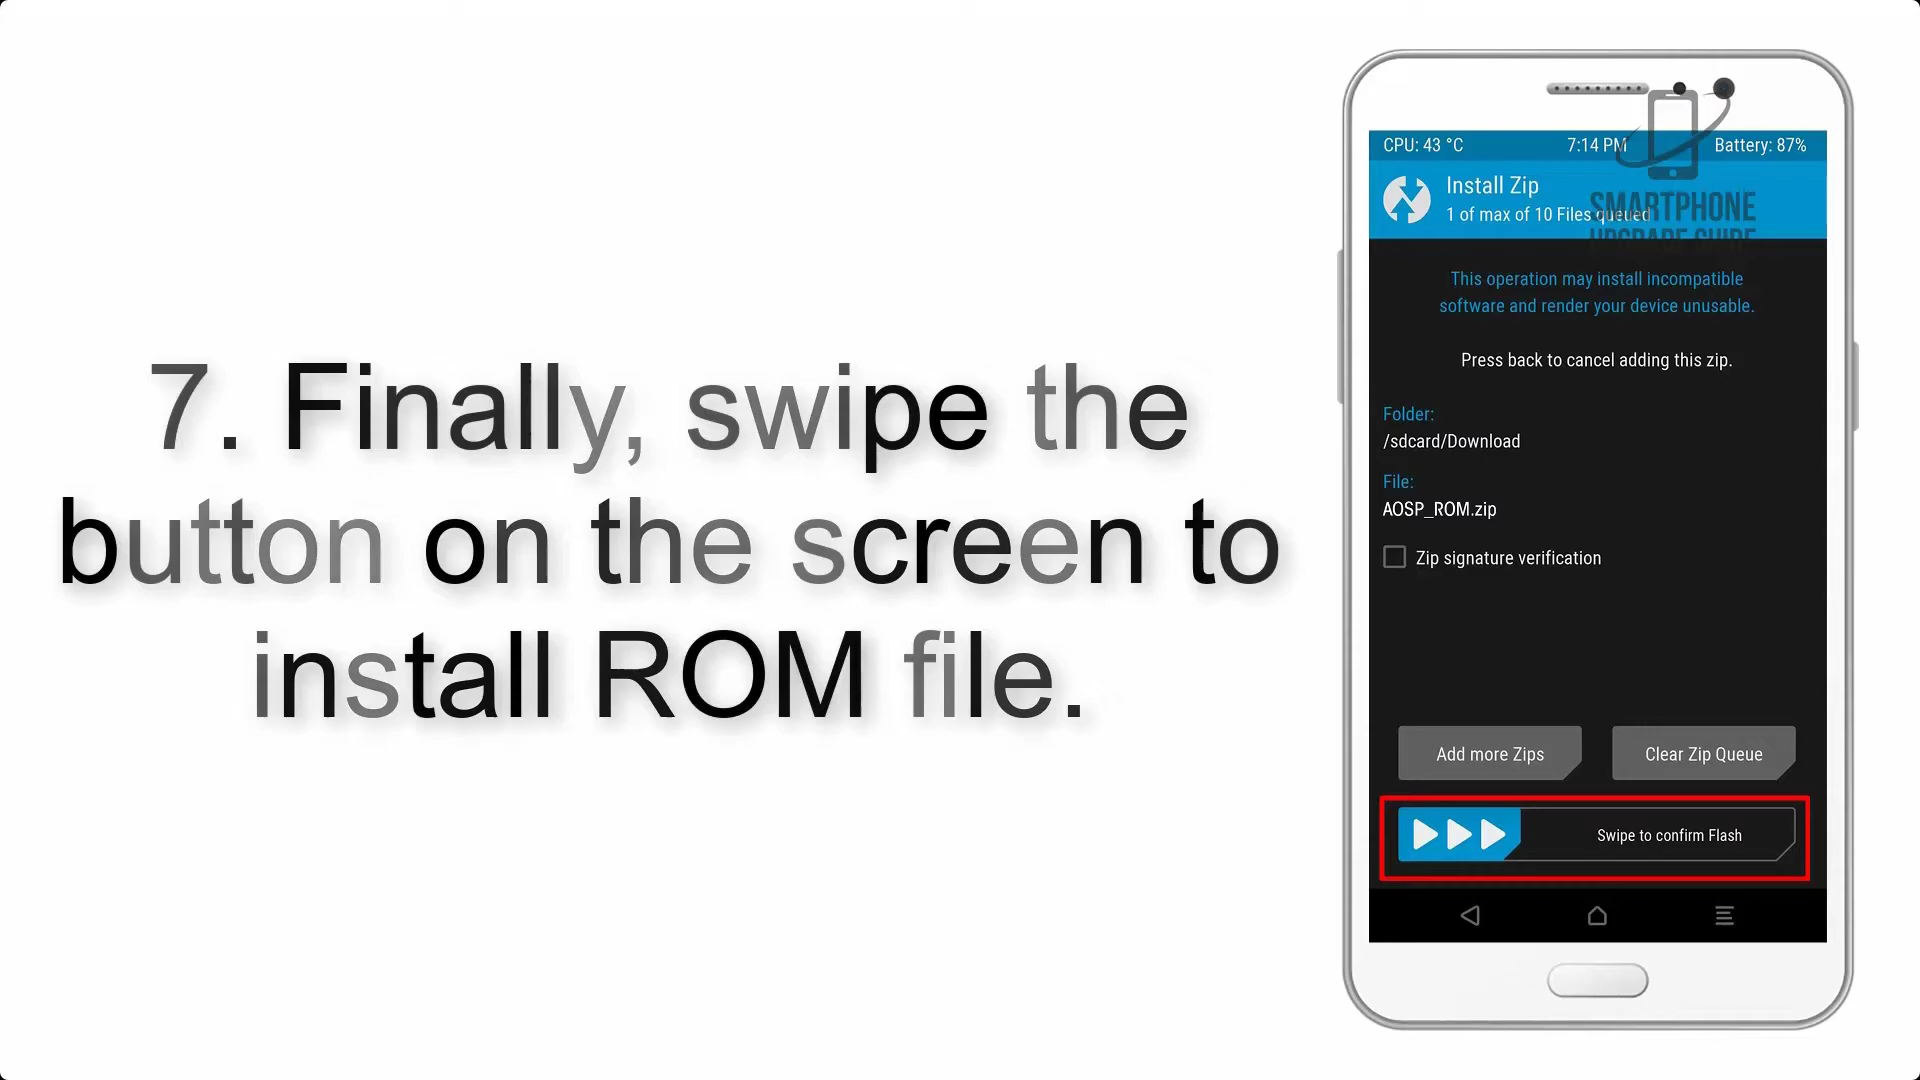 7. Finally, swipe the
button on the screen to
install ROM file.
CPU: 43 °C 7:14 PM Battery: 87%
Install Zip
1 of max of 10 Files queued
SMARTPHONE
UPGRADE GUIDE
This operation may install incompatible
software and render your device unusable.
Press back to cancel adding this zip.
Folder:
/sdcard/Download
File:
AOSP_ROM.zip
Zip signature verification
Add more Zips Clear Zip Queue
Swipe to confirm Flash